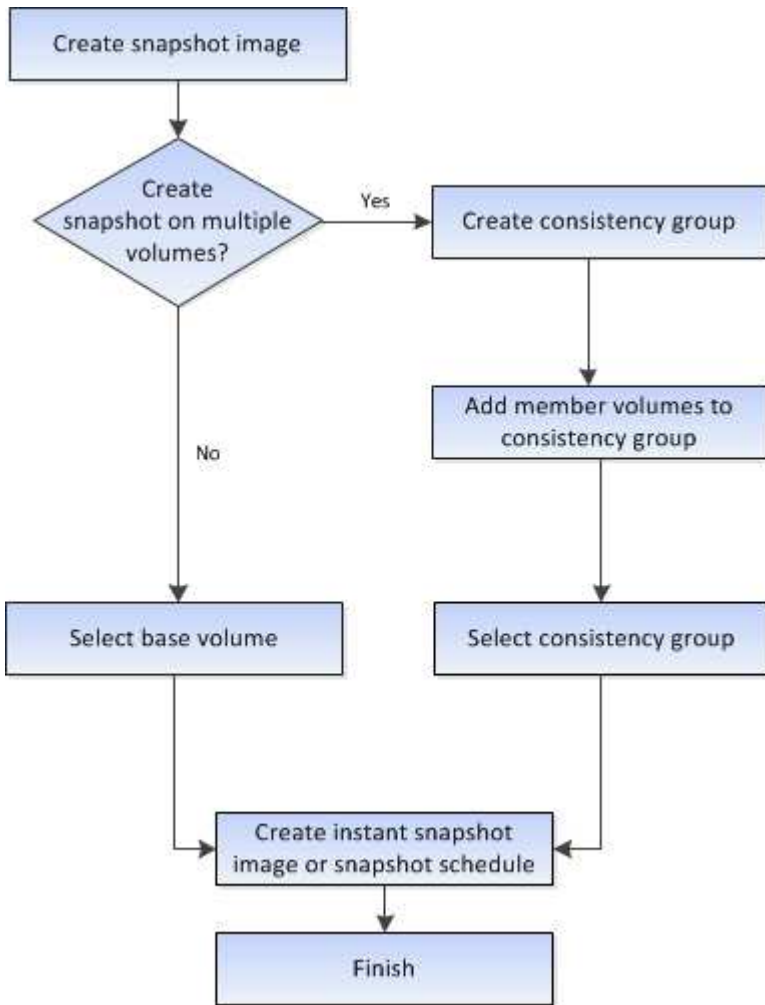 Create snapshot image
Create
snapshot on multiple
volumes?
Yes
Create consistency group
Add member volumes to
consistency group
No
Select base volume
Select consistency group
Create instant snapshot
image or snapshot schedule
Finish